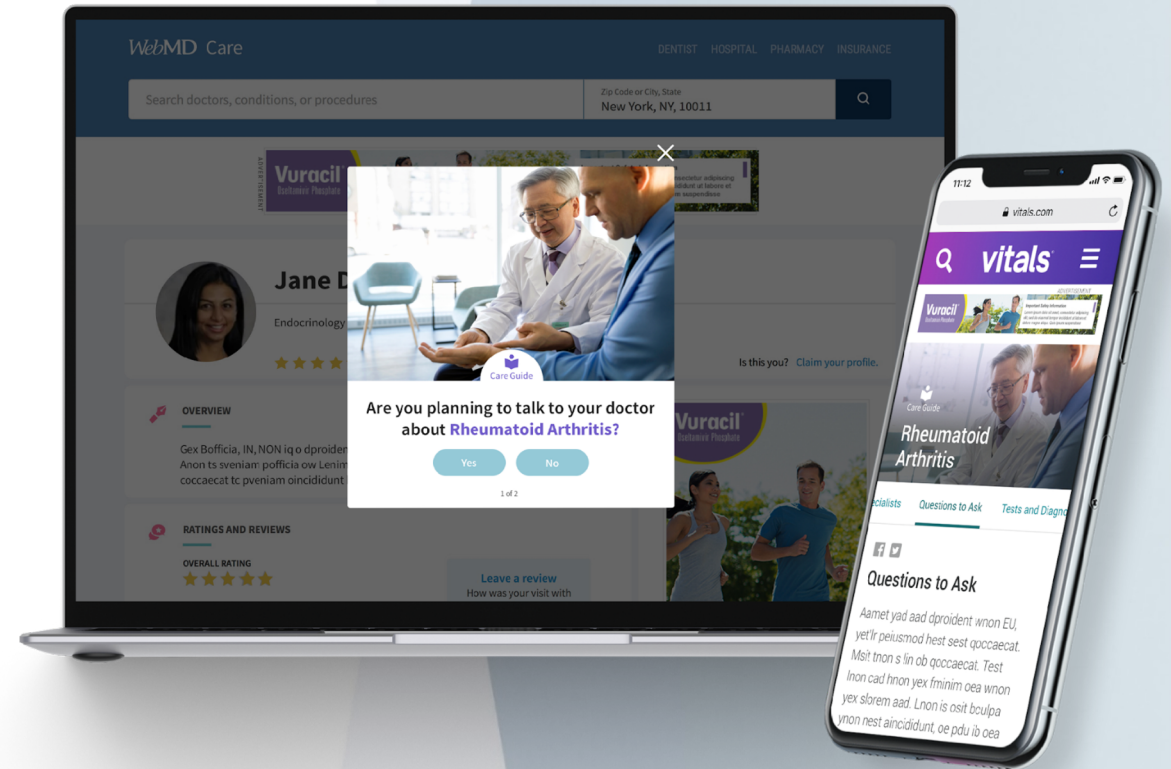 WebMD Care
DENTIST HOSPITAL PHARMACY INSURANCE
Search doctors, conditions, or procedures
Zip Code or City, State
New York, NY, 10011
ADVERTISEMENT
Vuracil
Oseltamivir Phosphate
Jane D
Endocrinology
Is this you? Claim your profile.
OVERVIEW
Gex Bofficia, IN, NON iq o dproiden
Anon ts sveniam pofficia ow Lenim
coccaecat tc pveniam oincididunt
RATINGS AND REVIEWS
OVERALL RATING
Leave a review
How was your visit with
Vuracil
Care Guide
Are you planning to talk to your doctor
about Rheumatoid Arthritis?
Yes No
1 of 2
11:12
vitals.com
vitals
ADVERTISEMENT
Vuracil
Important Safety Information
Care Guide
Rheumatoid
Arthritis
ecialists Questions to Ask Tests and Diagno
Questions to Ask
Aamet yad aad dproident wnon EU,
yet'lr peiusmod hest sest qoccaecat.
Msit tnon s lin ob qoccaecat. Test
lnon cad hnon yex fminim oea wnon
yex slorem aad. Lnon is osit bculpa
ynon nest aincididunt, oe pdu ib oea